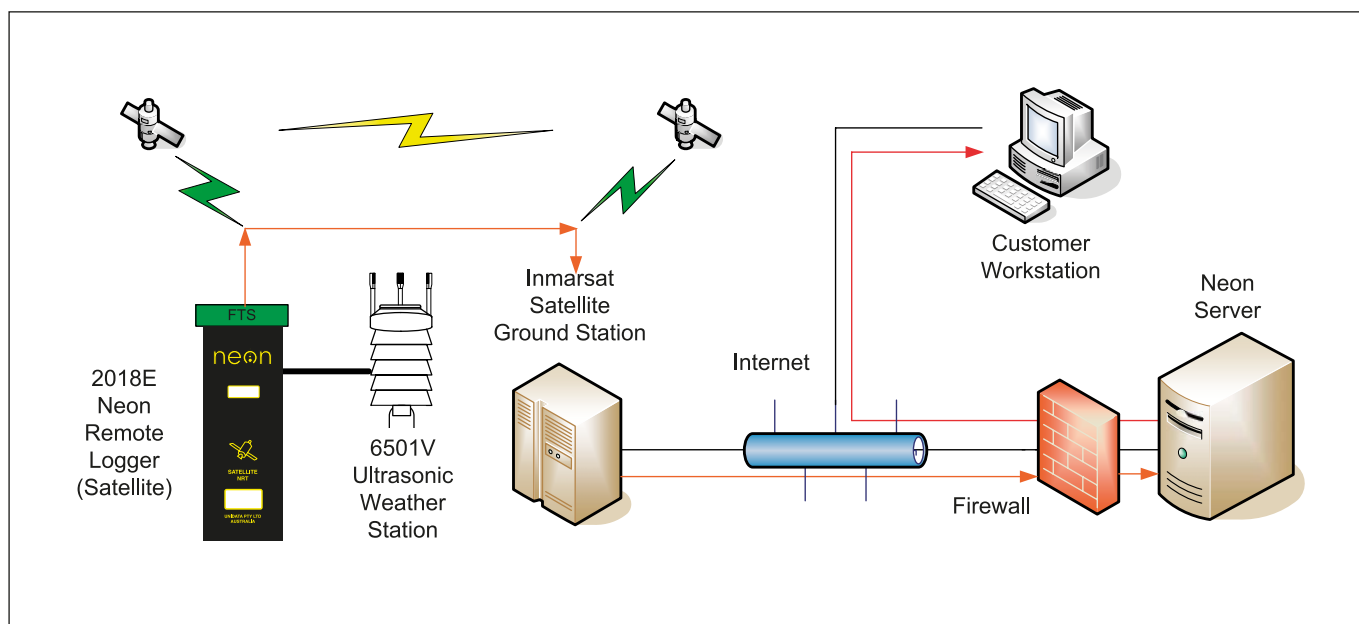 Customer
Workstation
Inmarsat
Satellite
Ground Station
Neon
Server
FTS
neon
Internet
2018E
Neon
Remote
Logger
(Satellite)
SATELLITE
NRT
UNIDATA PTY LTD
AUSTRALIA
6501V
Ultrasonic
Weather
Station
Firewall